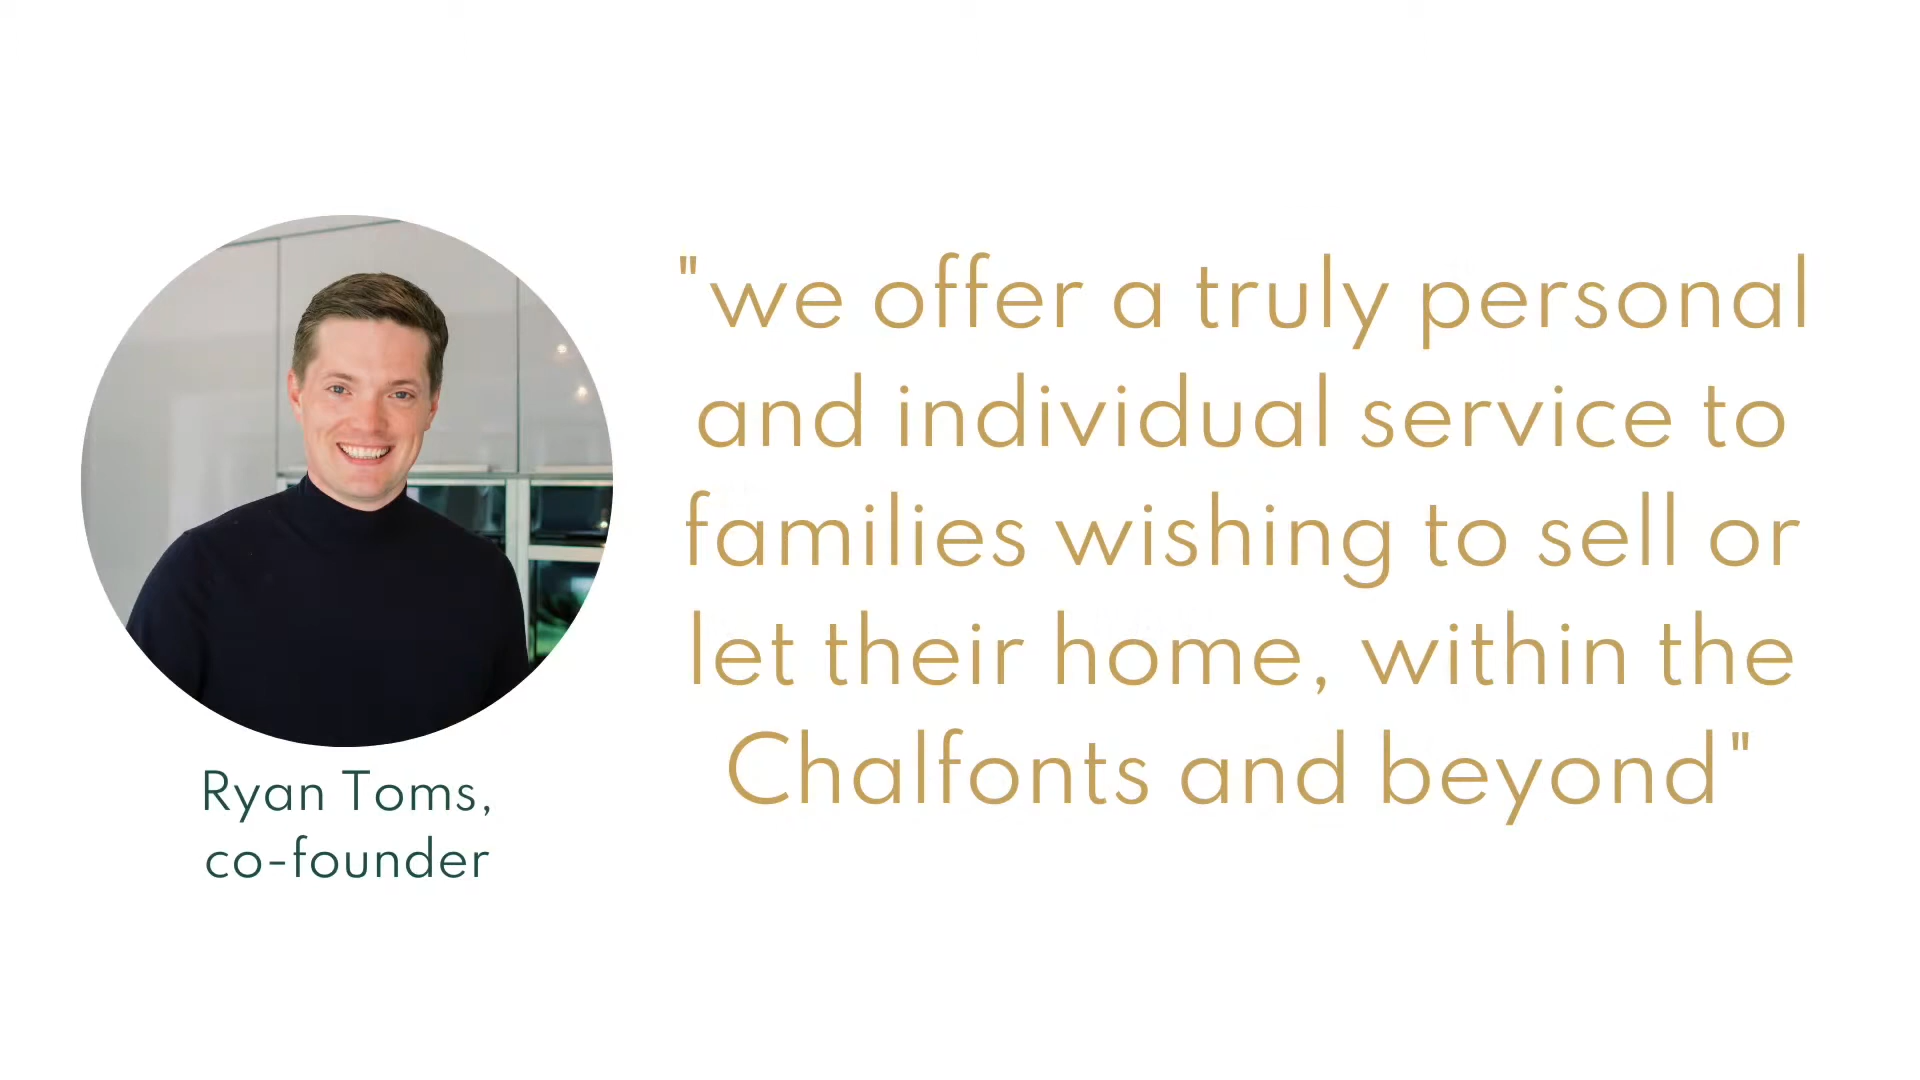 "we offer a truly personal
and individual service to
families wishing to sell or
let their home, within the
Chalfonts and beyond"
Ryan Toms,
co-founder